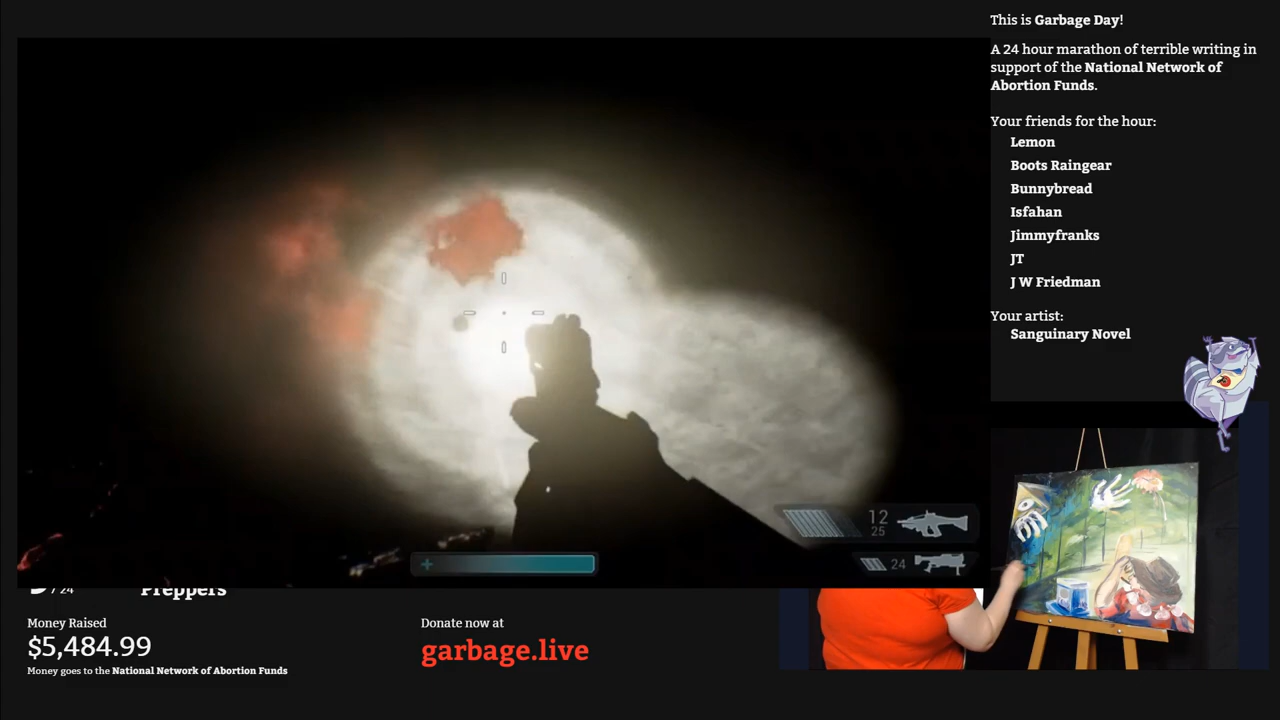 This is Garbage Day!
A 24 hour marathon of terrible writing in
support of the National Network of
Abortion Funds.
Your friends for the hour:
Lemon
Boots Raingear
Bunnybread
Isfahan
Jimmyfranks
JT
J W Friedman
Your artist:
Sanguinary Novel
12
25
24
/ 24
Preppers
Money Raised
$5,484.99
Money goes to the National Network of Abortion Funds
Donate now at
garbage.live